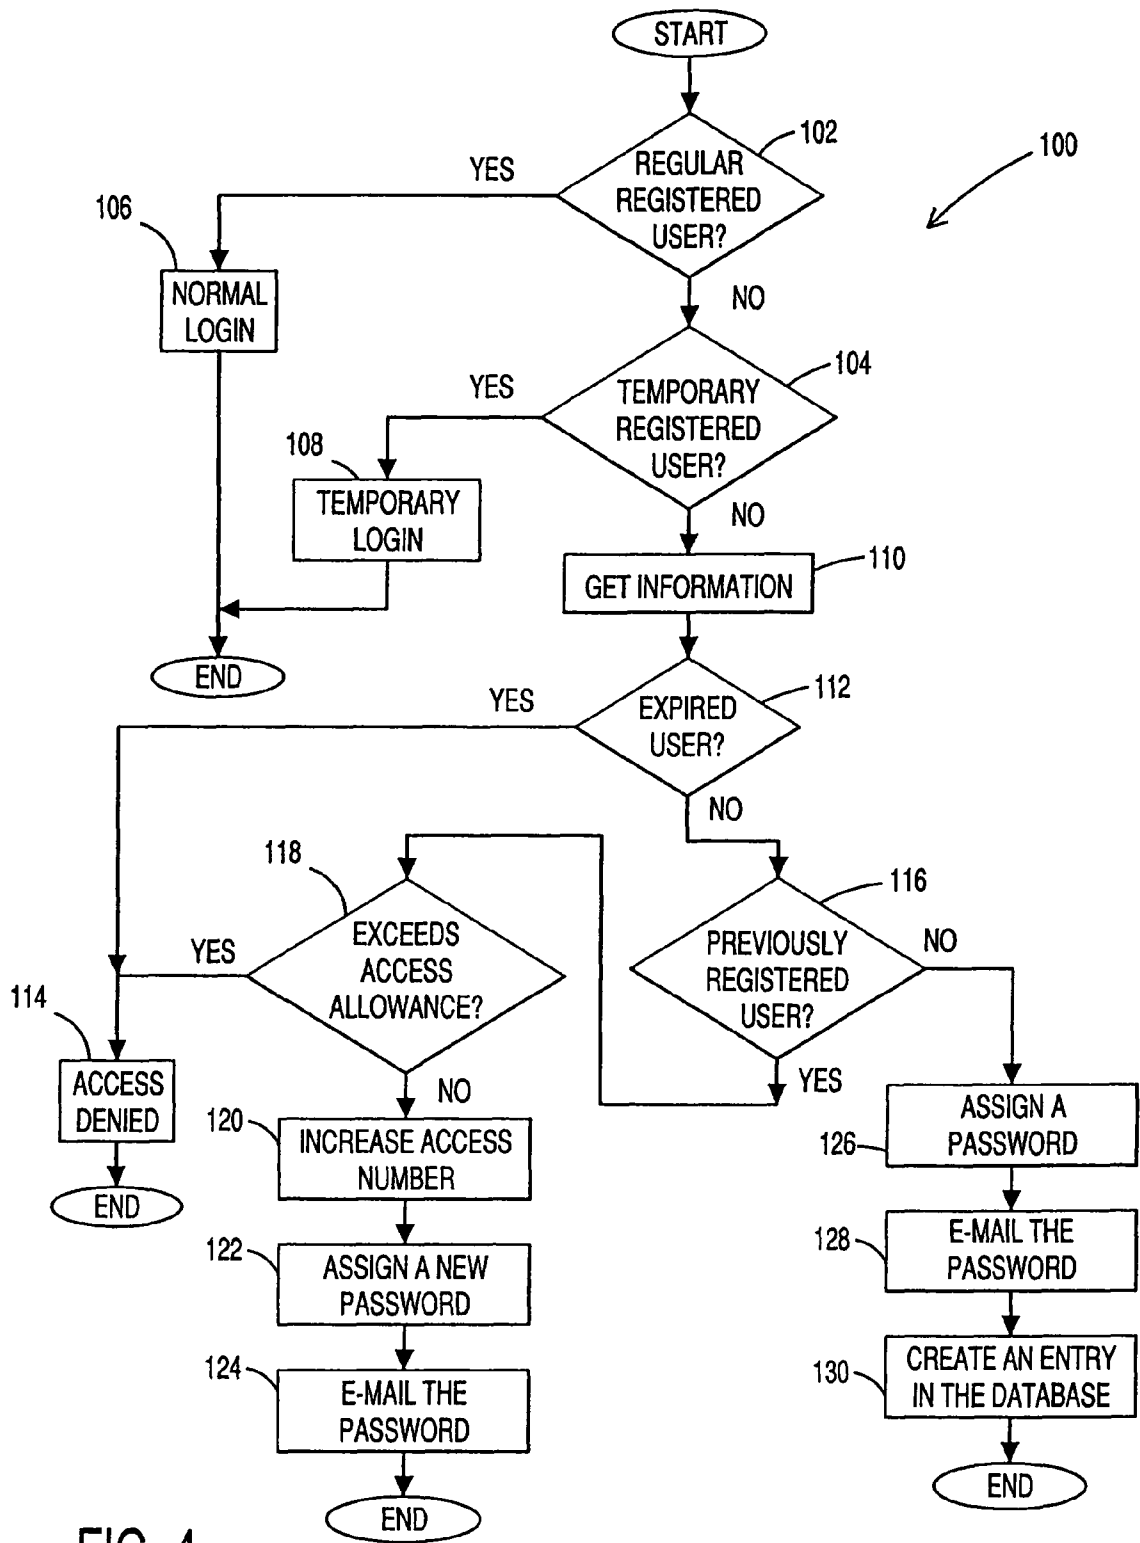 START
102
100
REGULAR
REGISTERED
USER?
YES
106
NORMAL
LOGIN
NO
104
TEMPORARY
REGISTERED
USER?
YES
108
TEMPORARY
LOGIN
NO
110
GET INFORMATION
END
112
EXPIRED
USER?
YES
NO
118
EXCEEDS
ACCESS
ALLOWANCE?
YES
116
PREVIOUSLY
REGISTERED
USER?
NO
114
ACCESS
DENIED
END
NO
YES
120
INCREASE ACCESS
NUMBER
122
ASSIGN A NEW
PASSWORD
124
E-MAIL THE
PASSWORD
END
ASSIGN A
PASSWORD
126
E-MAIL THE
PASSWORD
128
CREATE AN ENTRY
IN THE DATABASE
130
END